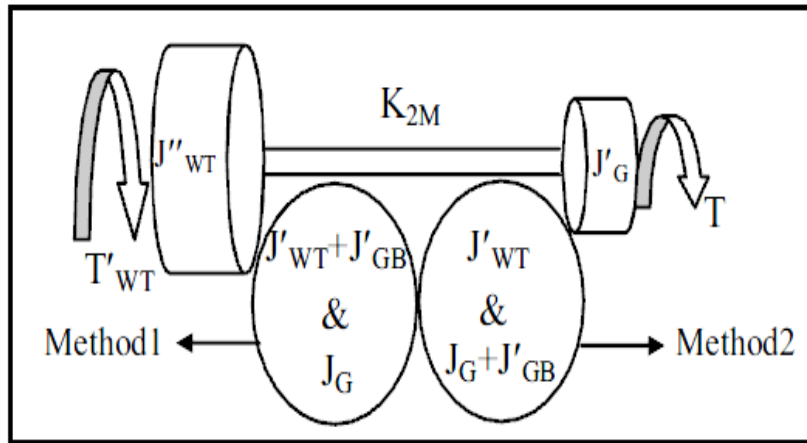 K2M
J″WT
J′G
T
T′WT
J′WT+J′GB
&
JG
J′WT
&
JG+J′GB
Method1
Method2